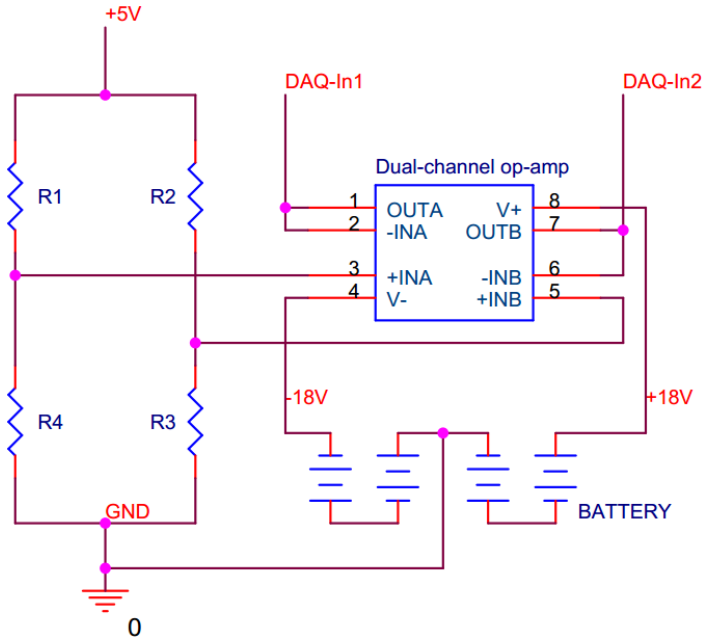 +5V
DAQ-In1
DAQ-In2
Dual-channel op-amp
R1
R2
1
OUTA
V+
8
2
-INA
OUTB
7
3
+INA
-INB
6
4
V-
+INB
5
-18V
+18V
R4
R3
GND
BATTERY
0